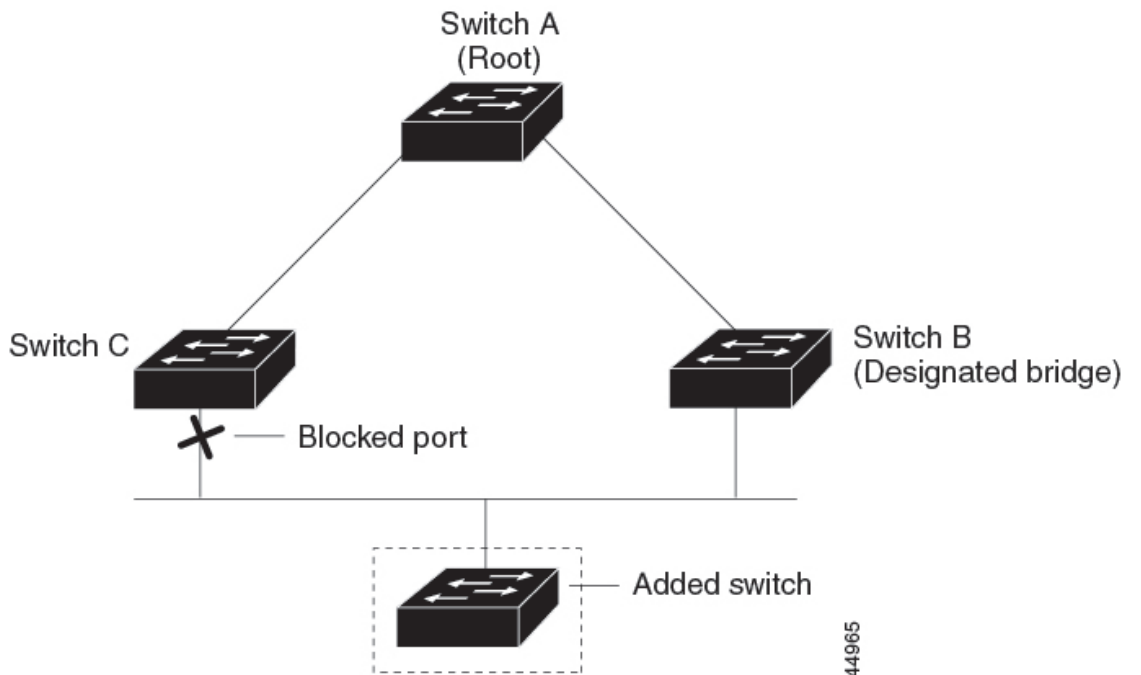 Switch A
(Root)
Switch C
Switch B
(Designated bridge)
Blocked port
Added switch
44965